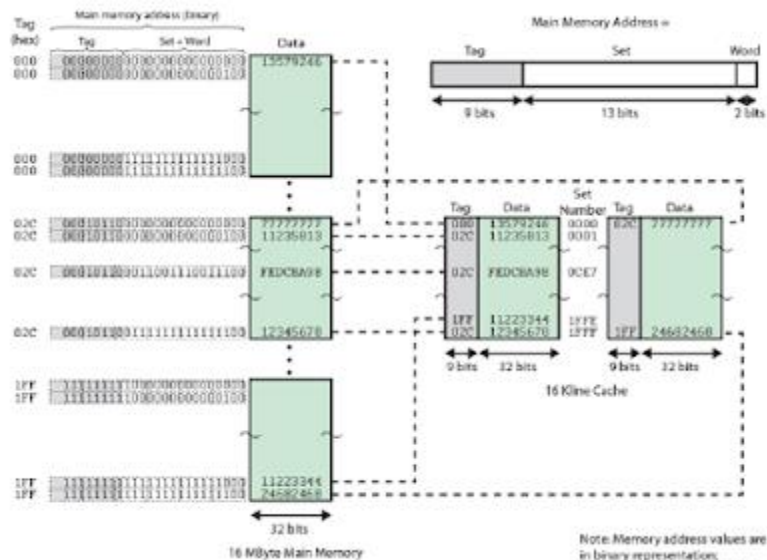 Tag
(hex)
Main memory address (binary)
Tag
Set + Word
Data
000
000
13579246
000
000
02C
02C
77777777
11235813
02C
FEDCBA98
02C
12345678
1FF
1FF
1FF
1FF
11223344
24682468
32 bits
16 MByte Main Memory
Main Memory Address =
Tag
Set
Word
9 bits
13 bits
2 bits
Tag
Data
Set
Number
Tag
Data
000
13579246
0000
02C
77777777
02C
11235813
0001
02C
FEDCBA98
0CE7
1FF
11223344
1FFE
02C
12345678
1FFF
1FF
24682468
9 bits
32 bits
9 bits
32 bits
16 Kline Cache
Note: Memory address values are
in binary representation;